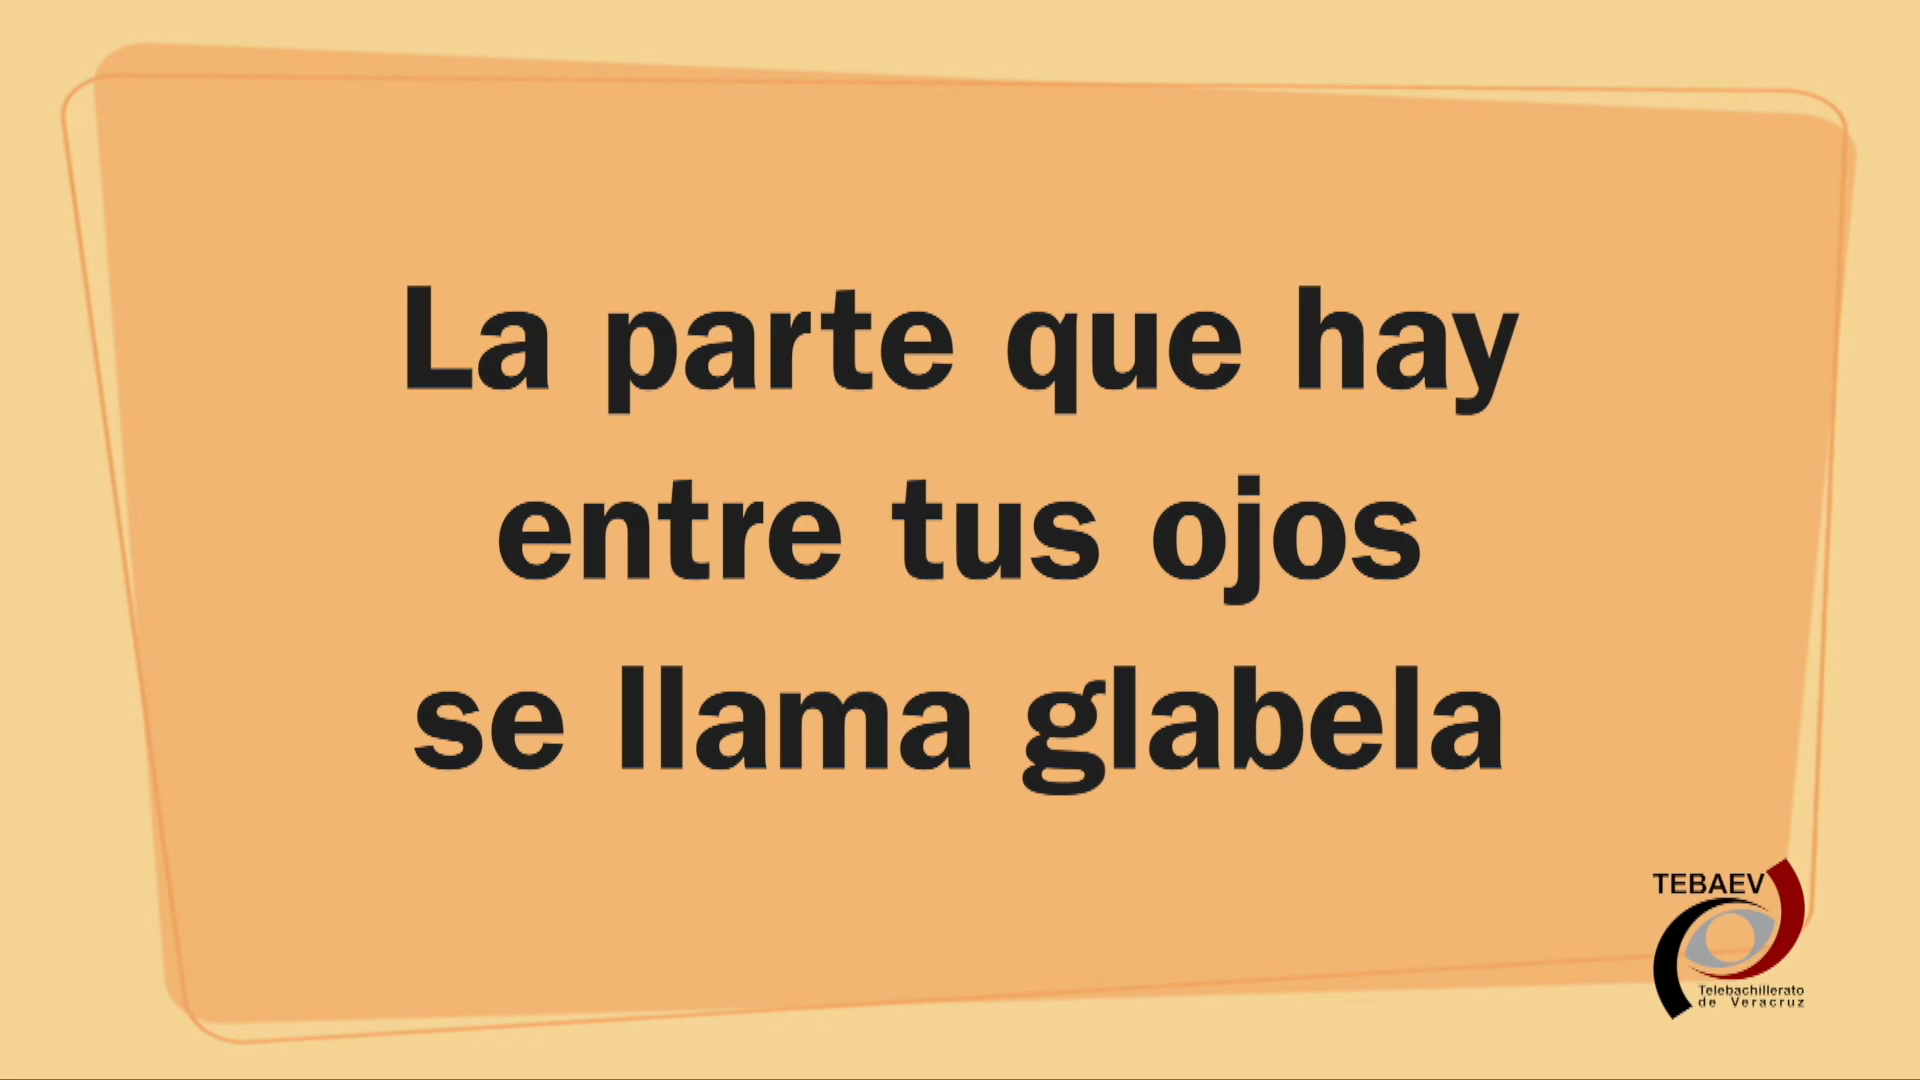 La parte que hay
entre tus ojos
se llama glabela
TEBAEV
Telebachillerato
de Veracruz